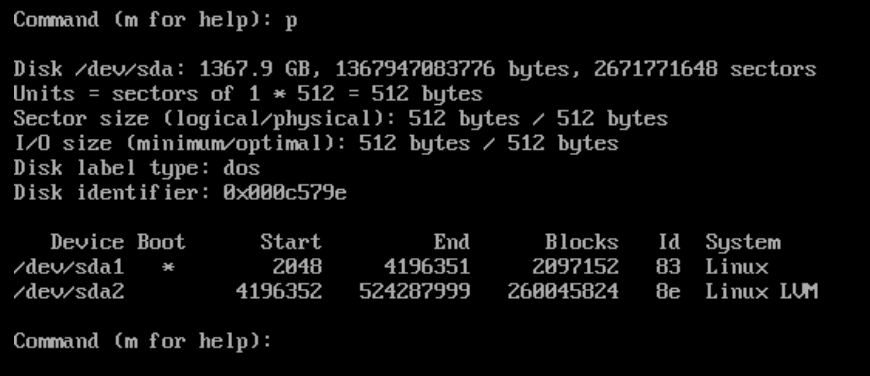 Command (m for help): p
Disk /dev/sda: 1367.9 GB, 1367947083776 bytes, 2671771648 sectors
Units = sectors of 1 * 512 = 512 bytes
Sector size (logical/physical): 512 bytes / 512 bytes
I/O size (minimum/optimal): 512 bytes / 512 bytes
Disk label type: dos
Disk identifier: 0x000c579e
Device Boot Start End Blocks Id System
/dev/sda1 * 2048 4196351 2097152 83 Linux
/dev/sda2 4196352 524287999 260045824 8e Linux LVM
Command (m for help):